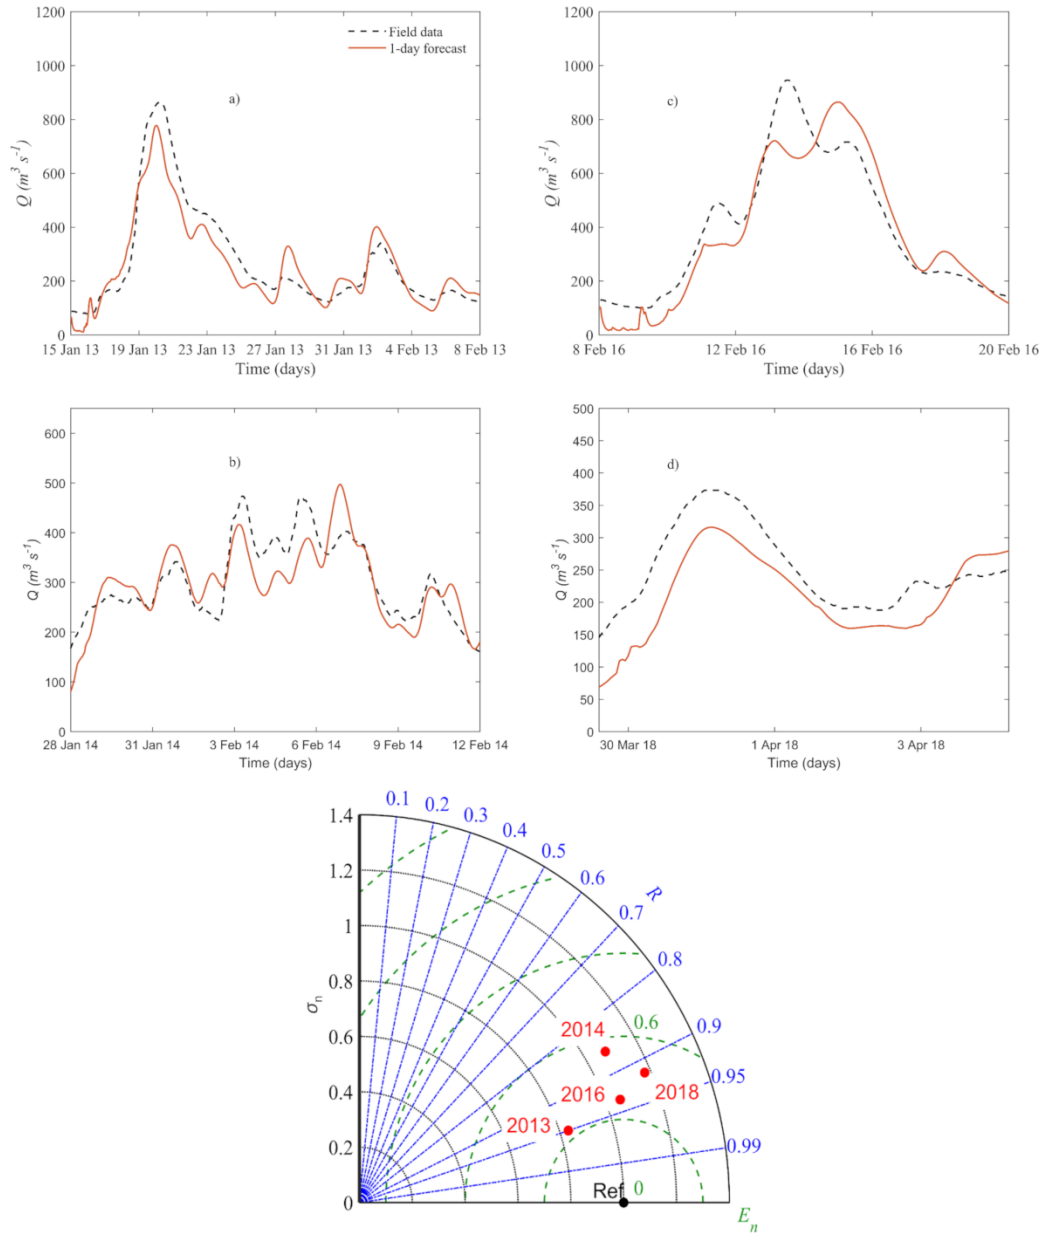 1200
1000
800
600
400
200
0
Q (m³ s⁻¹)
Field data
1-day forecast
a)
15 Jan 13 19 Jan 13 23 Jan 13 27 Jan 13 31 Jan 13 4 Feb 13 8 Feb 13
Time (days)
1200
1000
800
600
400
200
0
Q (m³ s⁻¹)
c)
8 Feb 16 12 Feb 16 16 Feb 16 20 Feb 16
Time (days)
600
500
400
300
200
100
0
Q (m³ s⁻¹)
b)
28 Jan 14 31 Jan 14 3 Feb 14 6 Feb 14 9 Feb 14 12 Feb 14
Time (days)
500
450
400
350
300
250
200
150
100
50
0
Q (m³ s⁻¹)
d)
30 Mar 18 1 Apr 18 3 Apr 18
Time (days)
1.4
1.2
1
0.8
0.6
0.4
0.2
0
σn
0.1
0.2
0.3
0.4
0.5
0.6
0.7
0.8
0.9
0.95
0.99
R
2014
0.6
2016
2018
2013
Ref
0
En